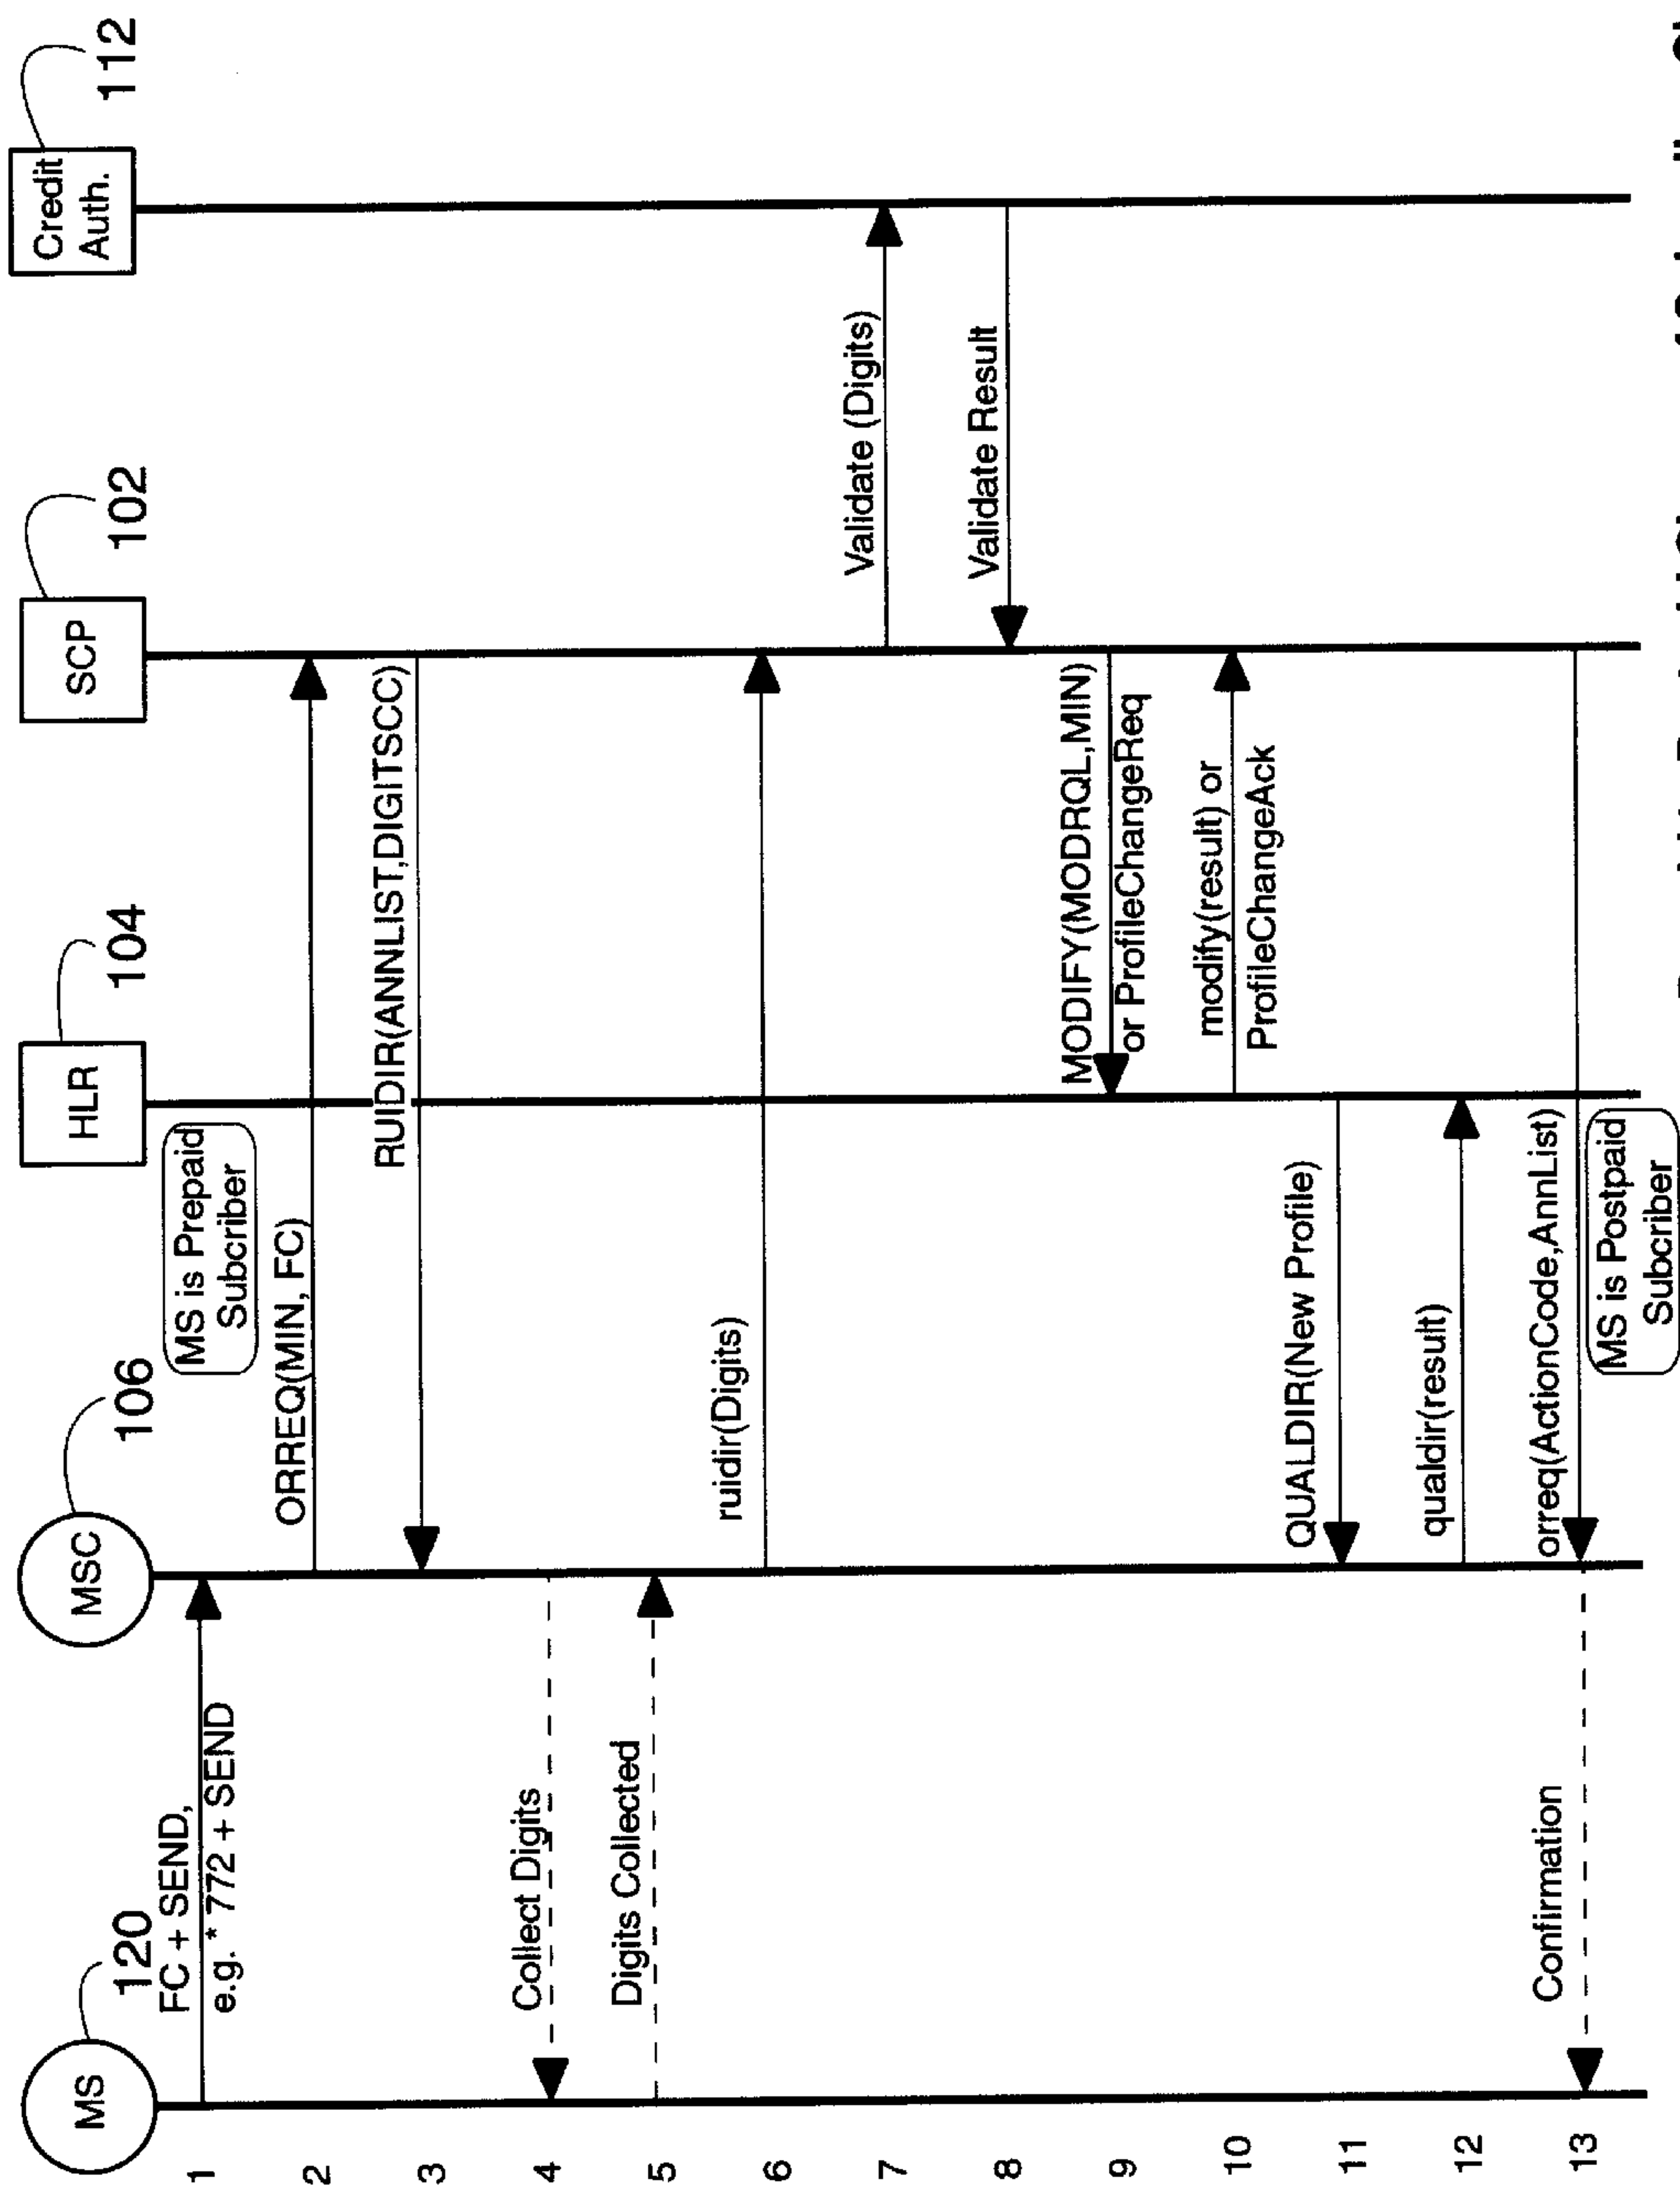 MS
120
MSC
106
HLR
104
SCP
102
Credit
Auth.
112
MS is Prepaid
Subcriber
1
FC + SEND,
e.g. * 772 + SEND
2
ORREQ(MIN, FC)
3
RUIDIR(ANNLIST,DIGITSCC)
4
Collect Digits
5
Digits Collected
6
ruidir(Digits)
7
Validate (Digits)
8
Validate Result
9
MODIFY(MODRQL,MIN)
or ProfileChangeReq
10
modify(result) or
ProfileChangeAck
11
QUALDIR(New Profile)
12
qualdir(result)
13
Confirmation
orreq(ActionCode,AnnList)
MS is Postpaid
Subcriber